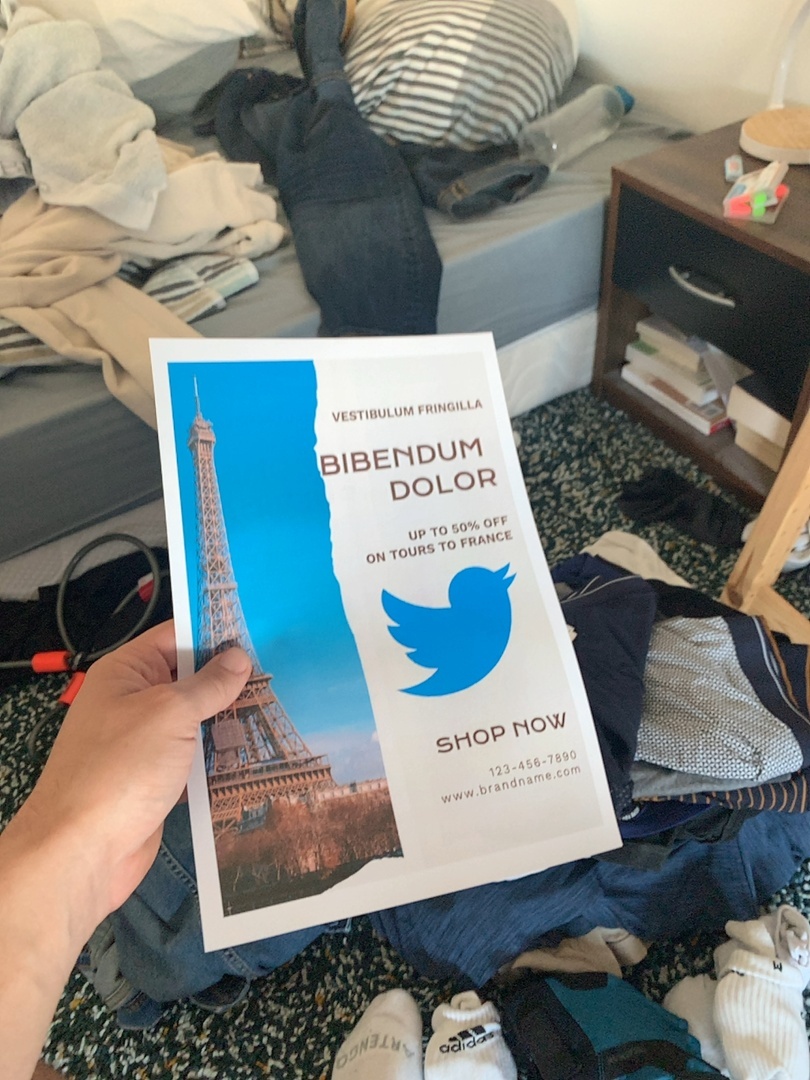 VESTIBULUM FRINGILLA
BIBENDUM
DOLOR
UP TO 50% OFF
ON TOURS TO FRANCE
SHOP NOW
123-456-7890
www.brandname.com
ARTENGO
adidas